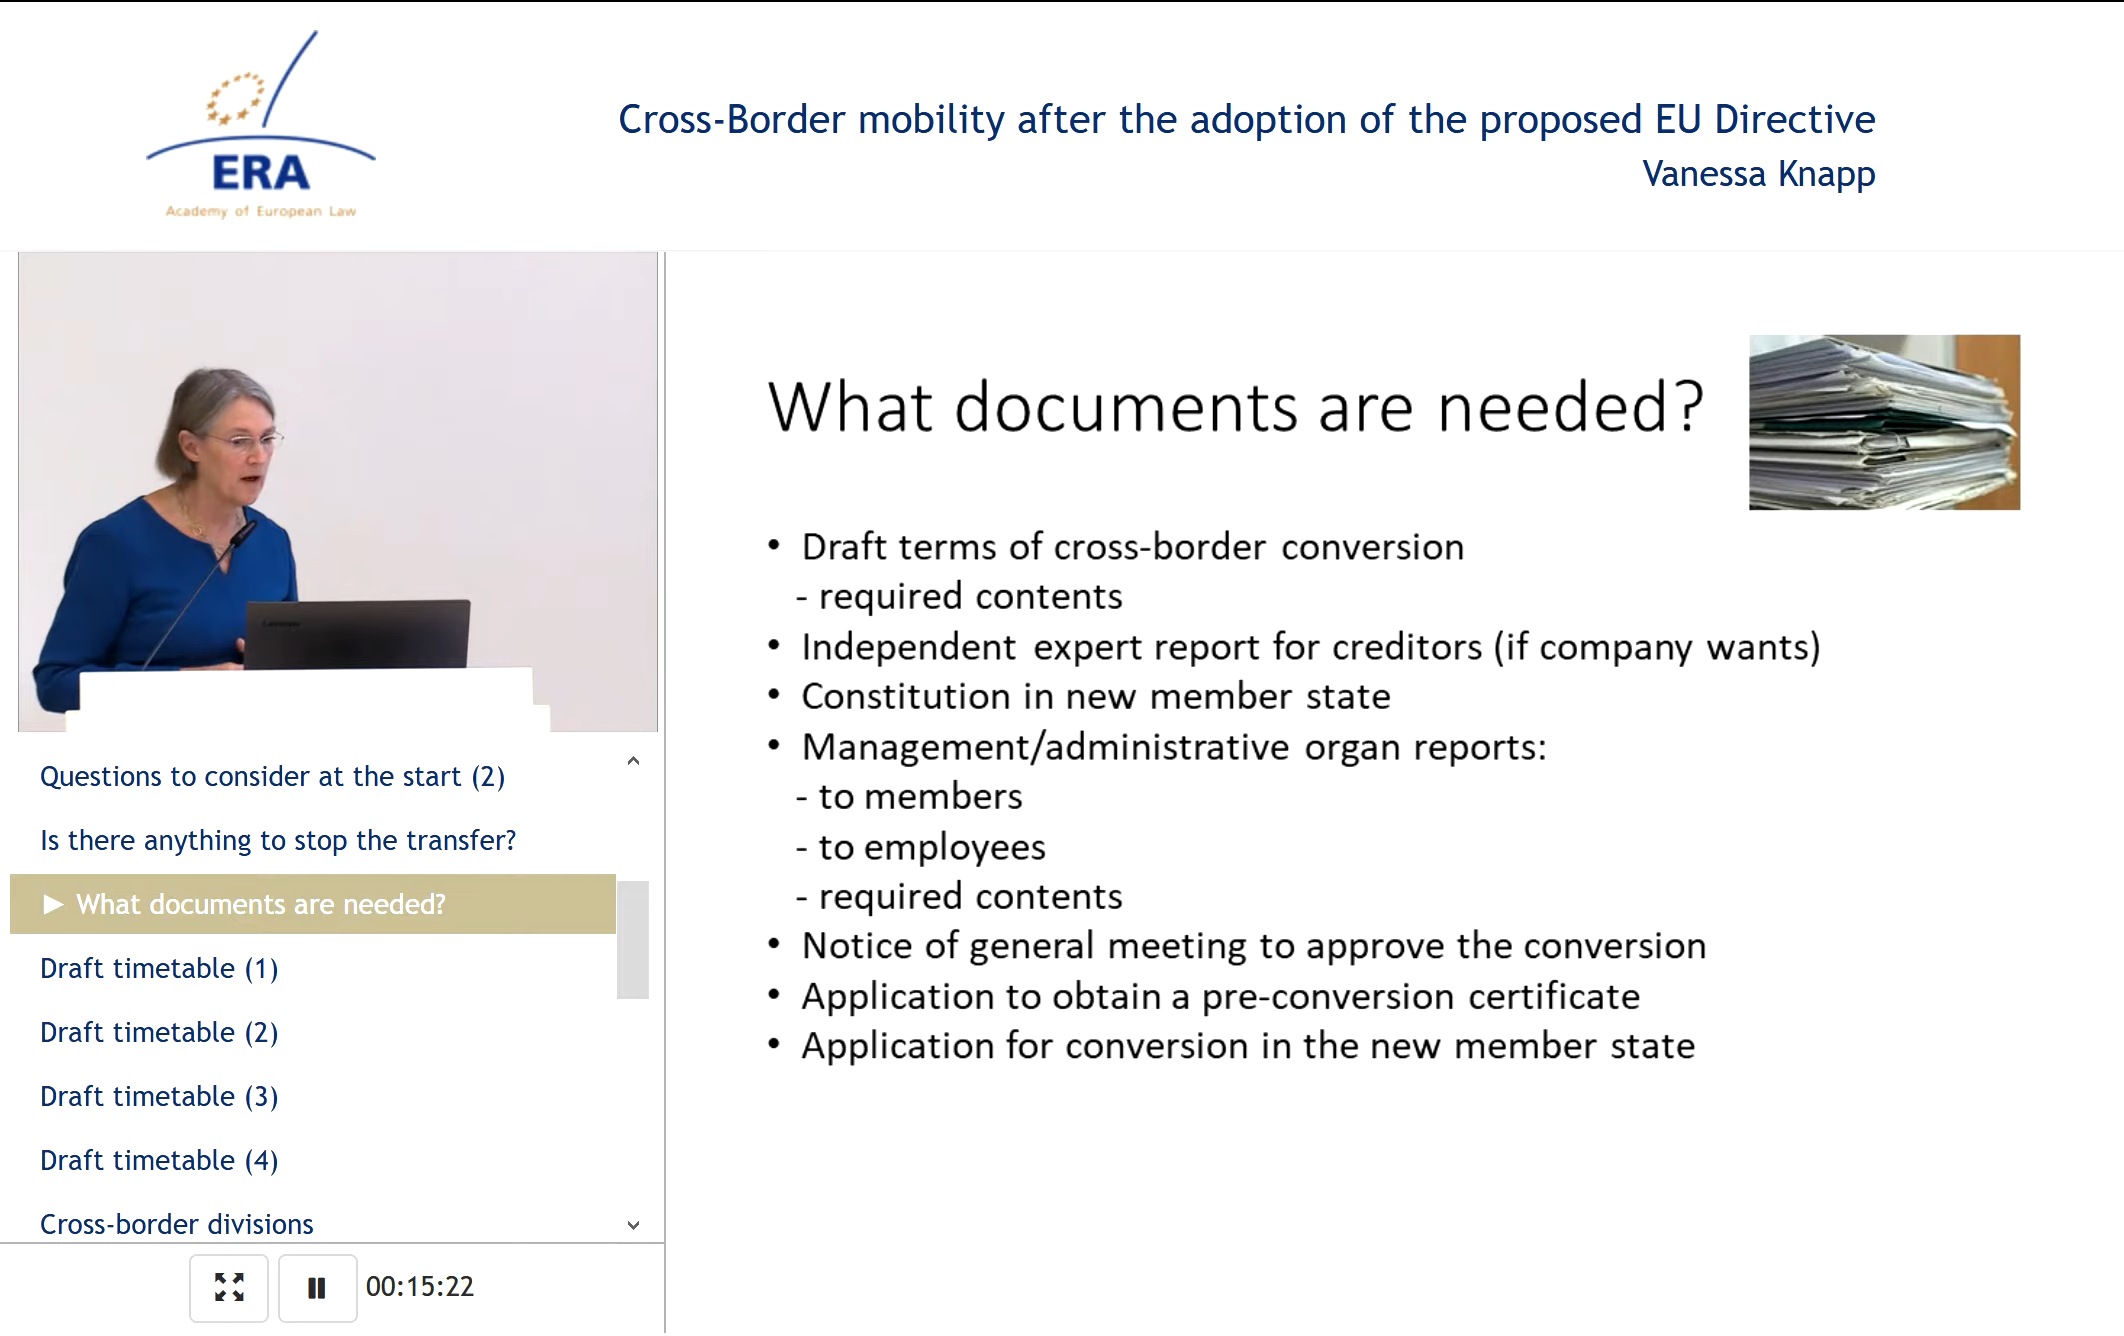 ERA
Academy of European Law
Cross-Border mobility after the adoption of the proposed EU Directive
Vanessa Knapp
Lenovo
Questions to consider at the start (2)
Is there anything to stop the transfer?
► What documents are needed?
Draft timetable (1)
Draft timetable (2)
Draft timetable (3)
Draft timetable (4)
Cross-border divisions
00:15:22
What documents are needed?
• Draft terms of cross-border conversion
- required contents
• Independent expert report for creditors (if company wants)
• Constitution in new member state
• Management/administrative organ reports:
- to members
- to employees
- required contents
• Notice of general meeting to approve the conversion
• Application to obtain a pre-conversion certificate
• Application for conversion in the new member state